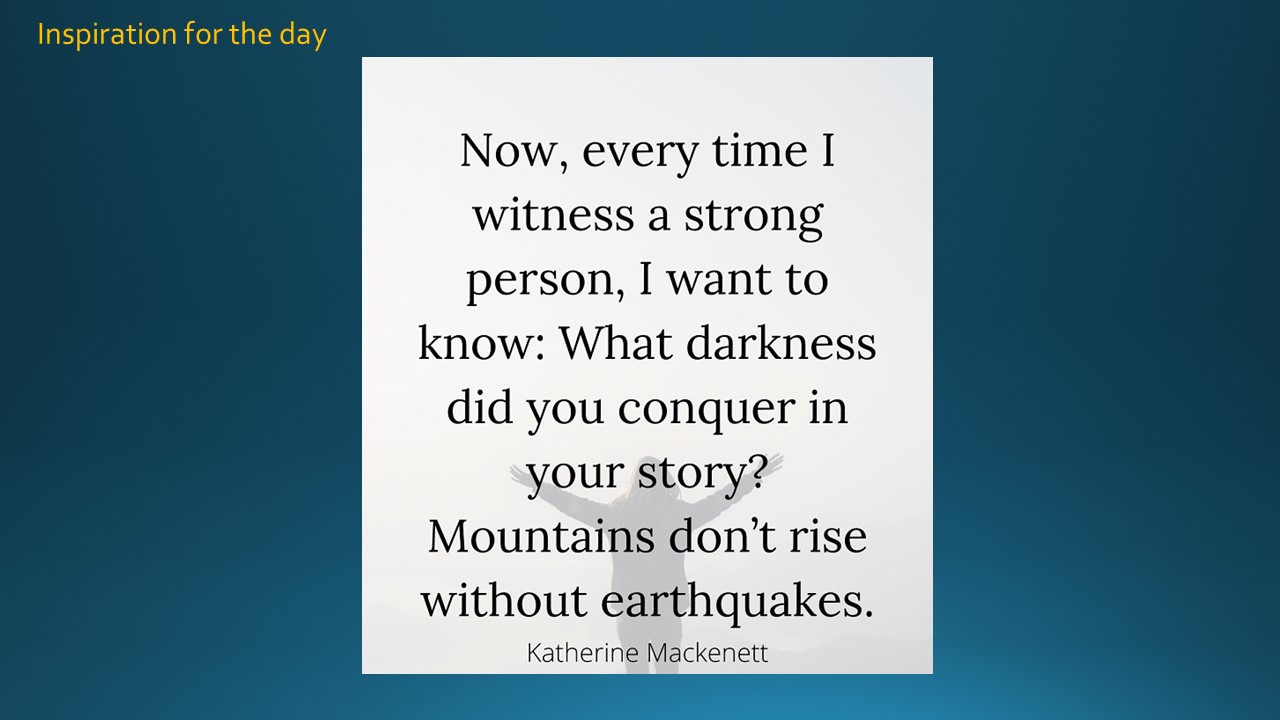 Inspiration for the day
Now, every time I
witness a strong
person, I want to
know: What darkness
did you conquer in
your story?
Mountains don’t rise
without earthquakes.
Katherine Mackenett